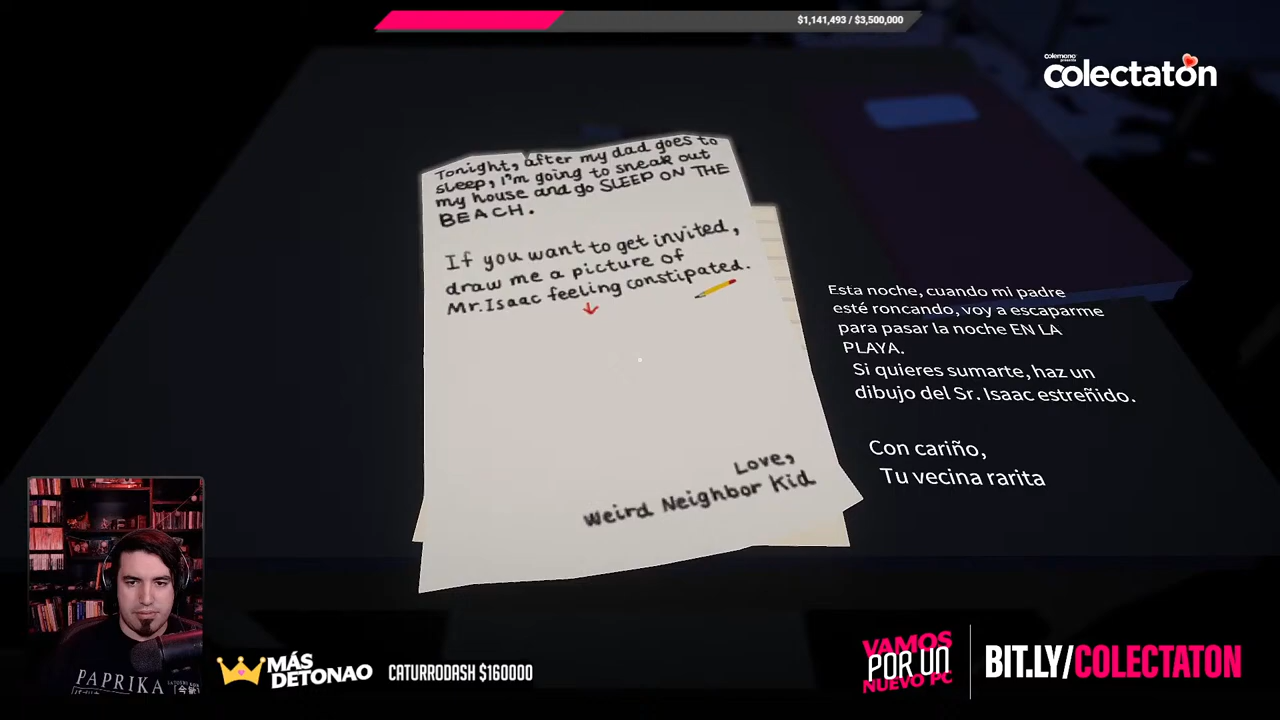 $1,141,493 / $3,500,000
colemono
presenta
colectatón
Tonight, after my dad goes to
sleep, I'm going to sneak out
my house and go SLEEP ON THE
BEACH.
If you want to get invited,
draw me a picture of
Mr. Isaac feeling constipated.
Love,
Weird Neighbor Kid
Esta noche, cuando mi padre
esté roncando, voy a escaparme
para pasar la noche EN LA
PLAYA.
Si quieres sumarte, haz un
dibujo del Sr. Isaac estreñido.
Con cariño,
Tu vecina rarita
PAPRIKA
MÁS
DETONAO
CATURRODASH $160000
VAMOS
POR UN
NUEVO PC
BIT.LY/COLECTATON